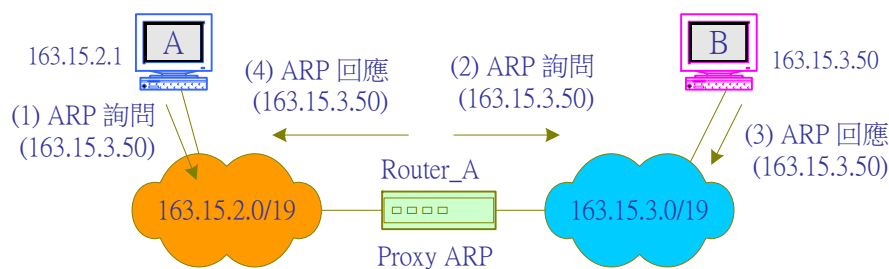 A
163.15.2.1
(1) ARP 詢問
(163.15.3.50)
(4) ARP 回應
(163.15.3.50)
(2) ARP 詢問
(163.15.3.50)
B
163.15.3.50
(3) ARP 回應
(163.15.3.50)
163.15.2.0/19
Router_A
Proxy ARP
163.15.3.0/19